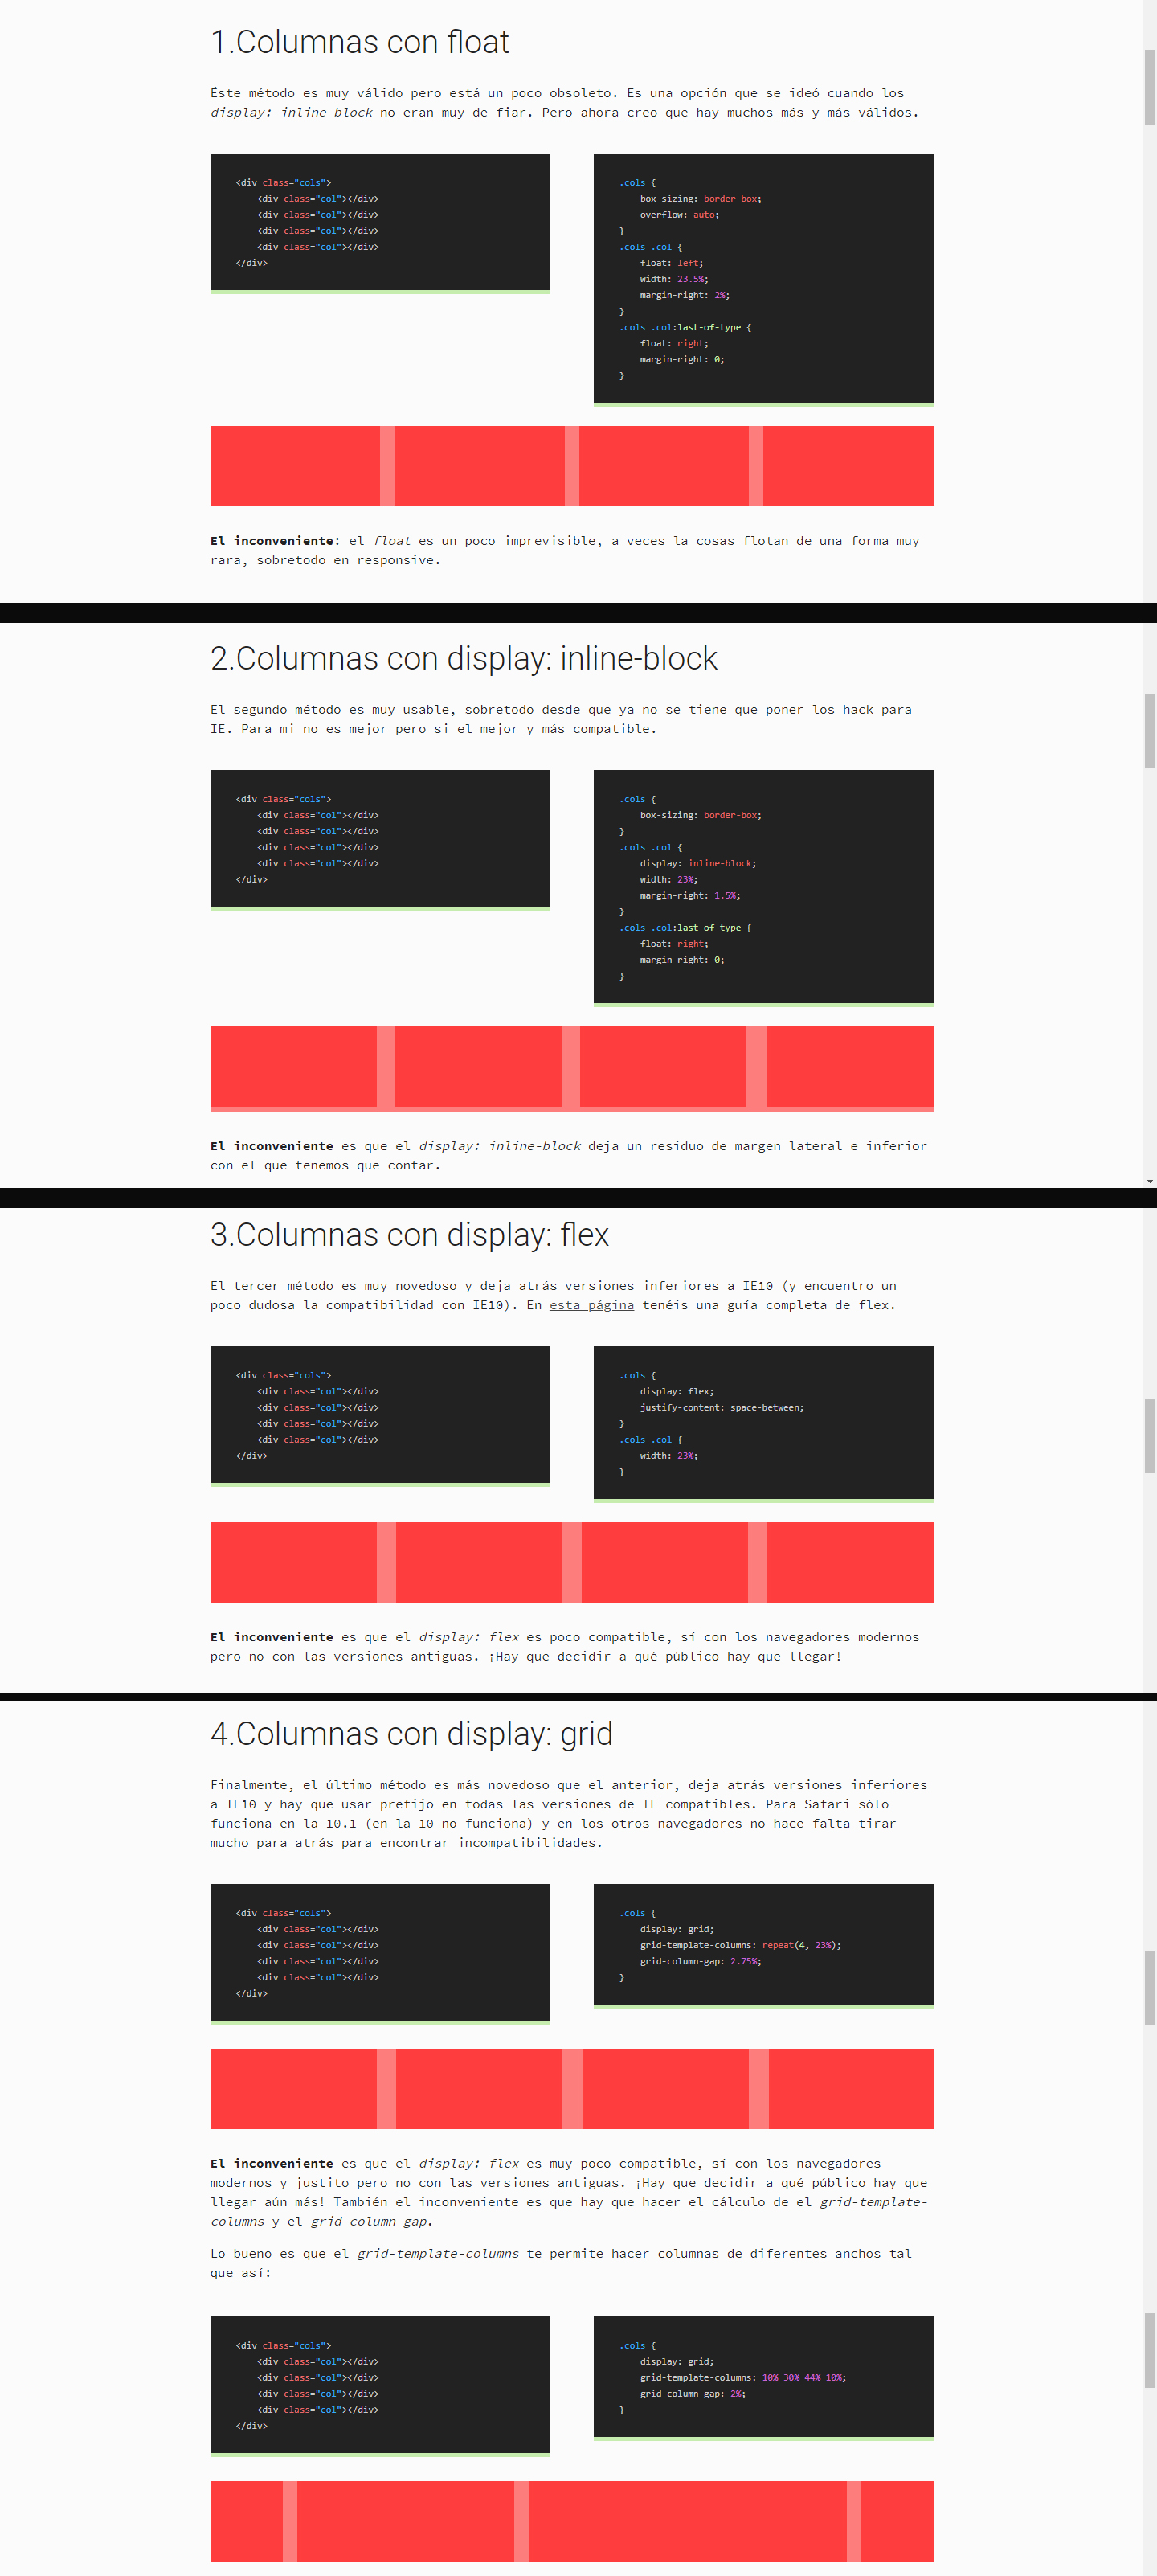 1.Columnas con float
Éste método es muy válido pero está un poco obsoleto. Es una opción que se ideó cuando los
display: inline-block no eran muy de fiar. Pero ahora creo que hay muchos más y más válidos.
<div class="cols">
<div class="col"></div>
<div class="col"></div>
<div class="col"></div>
<div class="col"></div>
</div>
.cols {
box-sizing: border-box;
overflow: auto;
}
.cols .col {
float: left;
width: 23.5%;
margin-right: 2%;
}
.cols .col:last-of-type {
float: right;
margin-right: 0;
}
El inconveniente: el float es un poco imprevisible, a veces la cosas flotan de una forma muy
rara, sobretodo en responsive.
2.Columnas con display: inline-block
El segundo método es muy usable, sobretodo desde que ya no se tiene que poner los hack para
IE. Para mi no es mejor pero si el mejor y más compatible.
<div class="cols">
<div class="col"></div>
<div class="col"></div>
<div class="col"></div>
<div class="col"></div>
</div>
.cols {
box-sizing: border-box;
}
.cols .col {
display: inline-block;
width: 23%;
margin-right: 1.5%;
}
.cols .col:last-of-type {
float: right;
margin-right: 0;
}
El inconveniente es que el display: inline-block deja un residuo de margen lateral e inferior
con el que tenemos que contar.
3.Columnas con display: flex
El tercer método es muy novedoso y deja atrás versiones inferiores a IE10 (y encuentro un
poco dudosa la compatibilidad con IE10). En esta página tenéis una guía completa de flex.
<div class="cols">
<div class="col"></div>
<div class="col"></div>
<div class="col"></div>
<div class="col"></div>
</div>
.cols {
display: flex;
justify-content: space-between;
}
.cols .col {
width: 23%;
}
El inconveniente es que el display: flex es poco compatible, sí con los navegadores modernos
pero no con las versiones antiguas. ¡Hay que decidir a qué público hay que llegar!
4.Columnas con display: grid
Finalmente, el último método es más novedoso que el anterior, deja atrás versiones inferiores
a IE10 y hay que usar prefijo en todas las versiones de IE compatibles. Para Safari sólo
funciona en la 10.1 (en la 10 no funciona) y en los otros navegadores no hace falta tirar
mucho para atrás para encontrar incompatibilidades.
<div class="cols">
<div class="col"></div>
<div class="col"></div>
<div class="col"></div>
<div class="col"></div>
</div>
.cols {
display: grid;
grid-template-columns: repeat(4, 23%);
grid-column-gap: 2.75%;
}
El inconveniente es que el display: flex es muy poco compatible, sí con los navegadores
modernos y justito pero no con las versiones antiguas. ¡Hay que decidir a qué público hay que
llegar aún más! También el inconveniente es que hay que hacer el cálculo de el grid-template-
columns y el grid-column-gap.
Lo bueno es que el grid-template-columns te permite hacer columnas de diferentes anchos tal
que así:
<div class="cols">
<div class="col"></div>
<div class="col"></div>
<div class="col"></div>
<div class="col"></div>
</div>
.cols {
display: grid;
grid-template-columns: 10% 30% 44% 10%;
grid-column-gap: 2%;
}